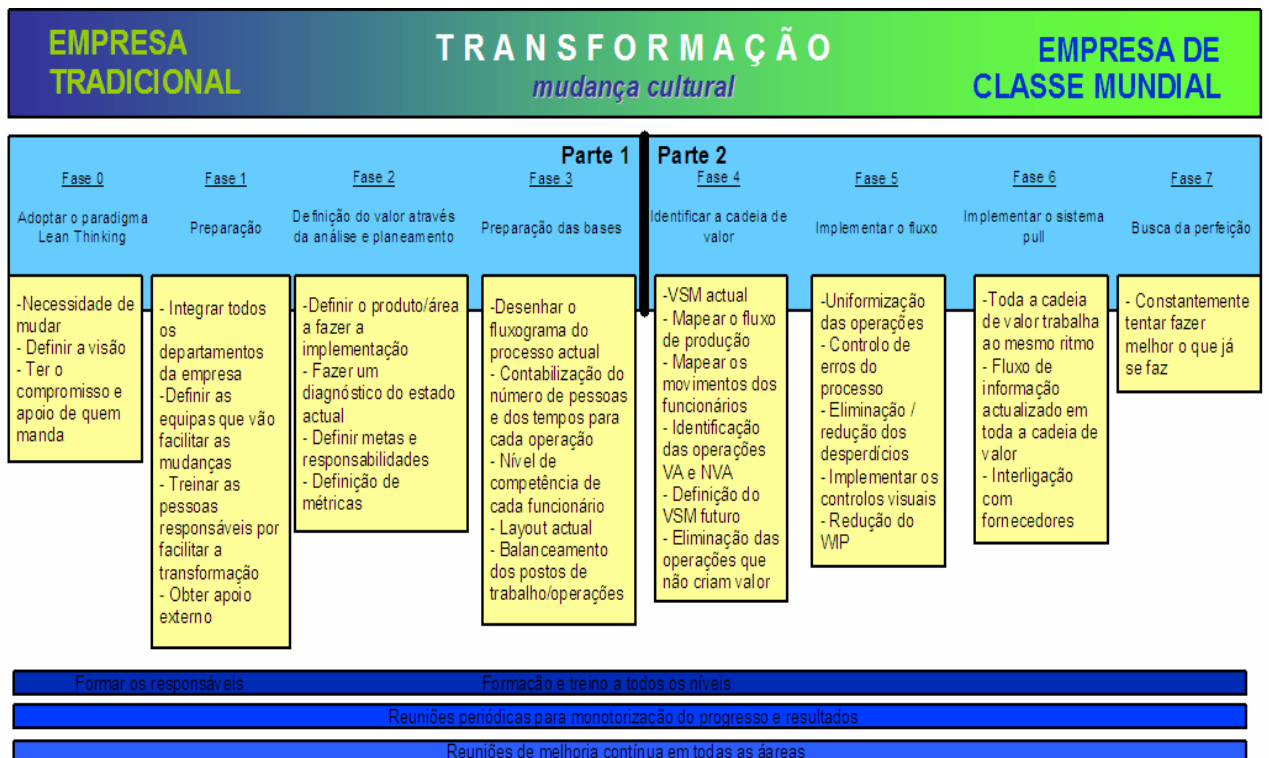 EMPRESA
TRADICIONAL
TRANSFORMAÇÃO
mudança cultural
EMPRESA DE
CLASSE MUNDIAL
Parte 1
Parte 2
Fase 0
Adoptar o paradigma
Lean Thinking
-Necessidade de
mudar
- Definir a visão
- Ter o
compromisso e
apoio de quem
manda
Fase 1
Preparação
- Integrar todos
os
departamentos
da empresa
-Definir as
equipas que vão
facilitar as
mudanças
- Treinar as
pessoas
responsáveis por
facilitar a
transformação
- Obter apoio
externo
Fase 2
Definição do valor através
da análise e planeamento
-Definir o produto/área
a fazer a
implementação
- Fazer um
diagnóstico do estado
actual
- Definir metas e
responsabilidades
- Definição de
métricas
Fase 3
Preparação das bases
-Desenhar o
fluxograma do
processo actual
- Contabilização do
número de pessoas
e dos tempos para
cada operação
- Nível de
competência de
cada funcionário
- Layout actual
- Balanceamento
dos postos de
trabalho/operações
Fase 4
Identificar a cadeia de
valor
-VSM actual
- Mapear o fluxo
de produção
- Mapear os
movimentos dos
funcionários
- Identificação
das operações
VA e NVA
- Definição do
VSM futuro
- Eliminação das
operações que
não criam valor
Fase 5
Implementar o fluxo
-Uniformização
das operações
- Controlo de
erros do
processo
- Eliminação /
redução dos
desperdícios
- Implementar os
controlos visuais
- Redução do
WIP
Fase 6
Implementar o sistema
pull
-Toda a cadeia
de valor trabalha
ao mesmo ritmo
- Fluxo de
informação
actualizado em
toda a cadeia de
valor
- Interligação
com
fornecedores
Fase 7
Busca da perfeição
- Constantemente
tentar fazer
melhor o que já
se faz
Formar os responsáveis
Formação e treino a todos os níveis
Reuniões periódicas para monotorização do progresso e resultados
Reuniões de melhoria contínua em todas as áareas